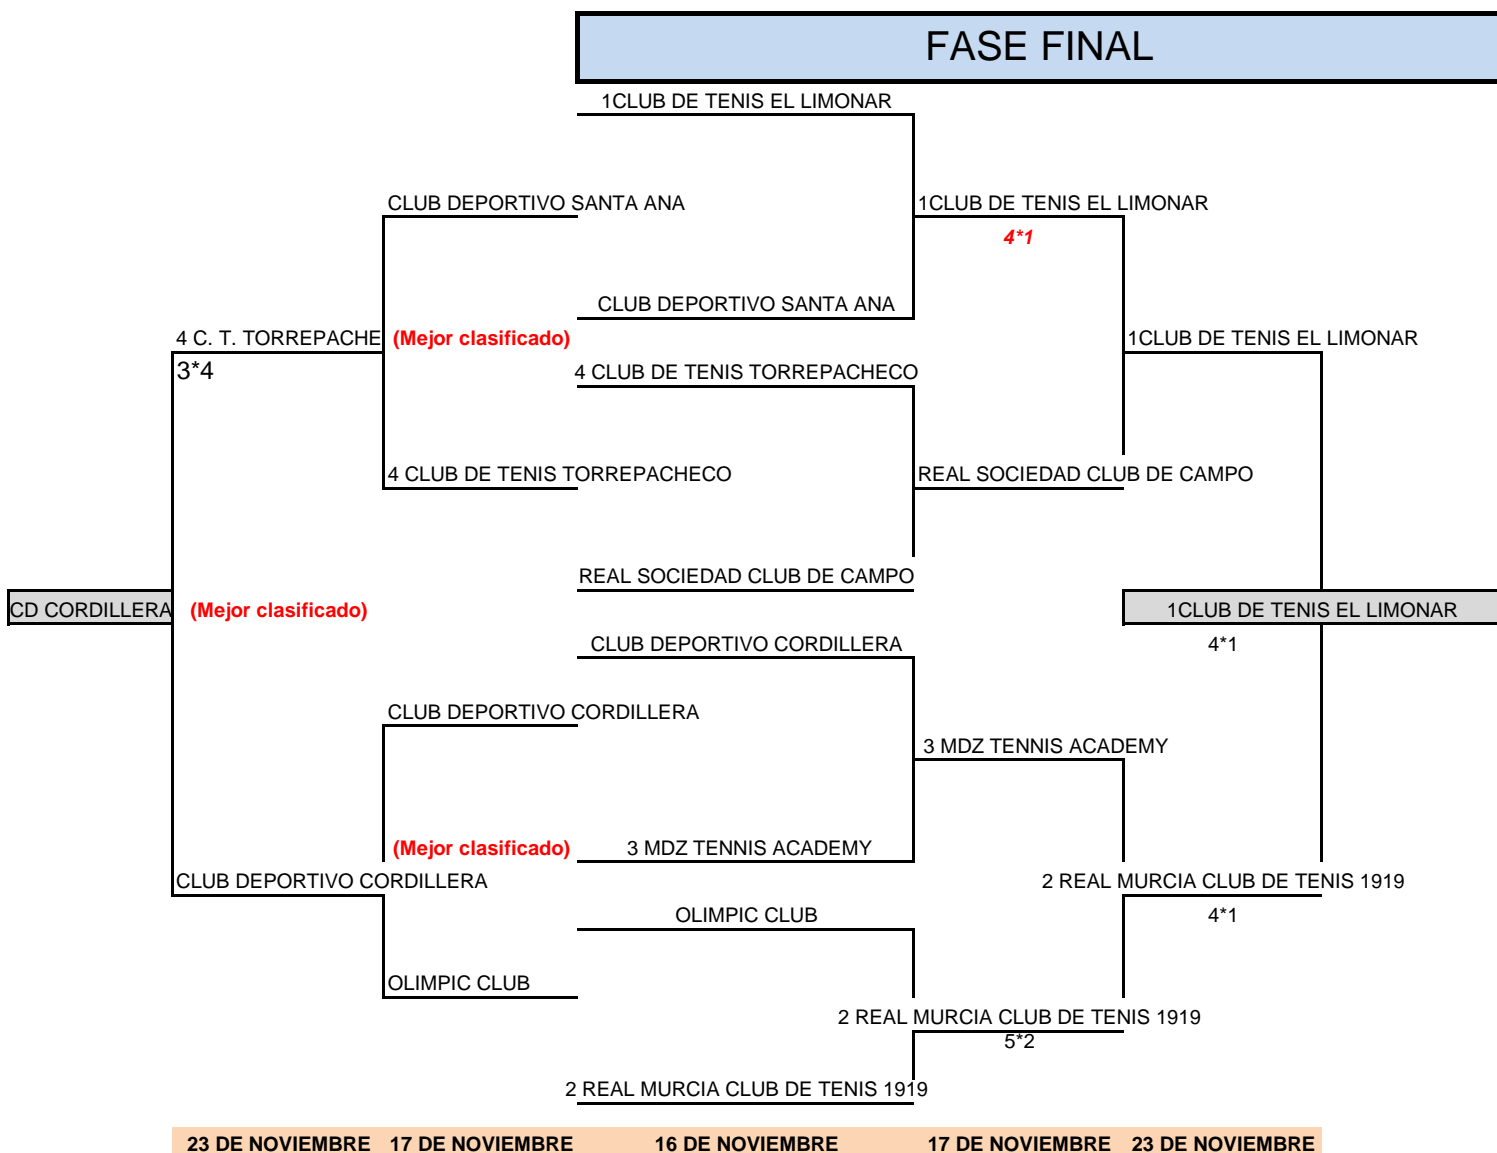 FASE FINAL
1CLUB DE TENIS EL LIMONAR
CLUB DEPORTIVO SANTA ANA
1CLUB DE TENIS EL LIMONAR
4*1
CLUB DEPORTIVO SANTA ANA
4 C. T. TORREPACHE
(Mejor clasificado)
1CLUB DE TENIS EL LIMONAR
3*4
4 CLUB DE TENIS TORREPACHECO
4 CLUB DE TENIS TORREPACHECO
REAL SOCIEDAD CLUB DE CAMPO
REAL SOCIEDAD CLUB DE CAMPO
CD CORDILLERA
(Mejor clasificado)
1CLUB DE TENIS EL LIMONAR
CLUB DEPORTIVO CORDILLERA
4*1
CLUB DEPORTIVO CORDILLERA
3 MDZ TENNIS ACADEMY
(Mejor clasificado)
3 MDZ TENNIS ACADEMY
CLUB DEPORTIVO CORDILLERA
2 REAL MURCIA CLUB DE TENIS 1919
OLIMPIC CLUB
4*1
OLIMPIC CLUB
2 REAL MURCIA CLUB DE TENIS 1919
5*2
2 REAL MURCIA CLUB DE TENIS 1919
23 DE NOVIEMBRE 17 DE NOVIEMBRE 16 DE NOVIEMBRE 17 DE NOVIEMBRE 23 DE NOVIEMBRE